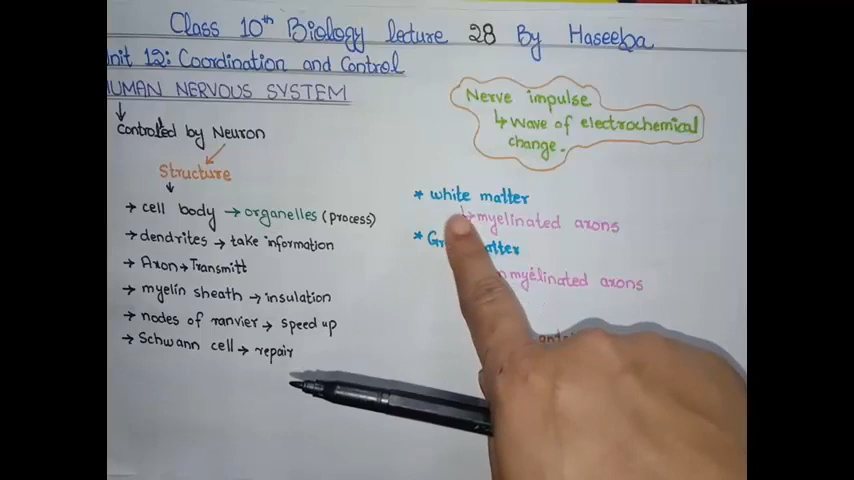 Class 10th Biology lecture 28 By Haseeba
nit 12: Coordination and Control
UMAN NERVOUS SYSTEM
Controlled by Neuron
Structure
→ cell body → organelles (process)
→ dendrites → take information
→ Axon → Transmitt
→ myelin sheath → insulation
→ nodes of ranvier → speed up
→ Schwann cell → repair
Nerve impulse
↳ Wave of electrochemical
change.
* white matter
↳ myelinated axons
* Gr atter
n myelinated axons